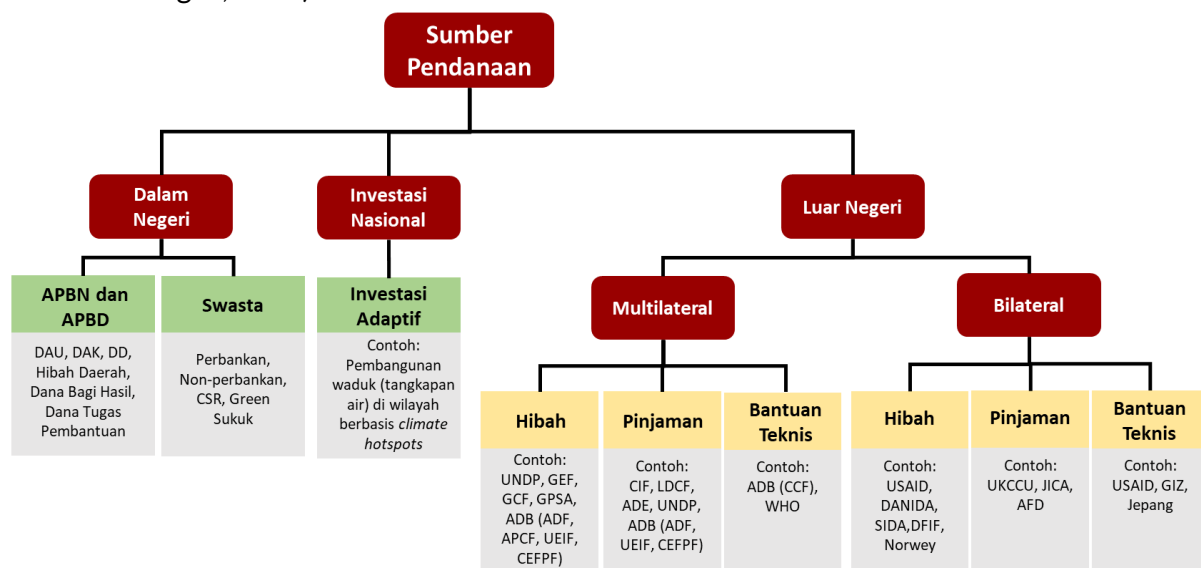 Sumber
Pendanaan
Dalam
Negeri
Investasi
Nasional
Luar Negeri
APBN dan
APBD
DAU, DAK, DD,
Hibah Daerah,
Dana Bagi Hasil,
Dana Tugas
Pembantuan
Swasta
Perbankan,
Non-perbankan,
CSR, Green
Sukuk
Investasi
Adaptif
Contoh:
Pembangunan
waduk (tangkapan
air) di wilayah
berbasis climate
hotspots
Multilateral
Bilateral
Hibah
Contoh:
UNDP, GEF,
GCF, GPSA,
ADB (ADF,
APCF, UEIF,
CEFPF)
Pinjaman
Contoh:
CIF, LDCF,
ADE, UNDP,
ADB (ADF,
UEIF, CEFPF)
Bantuan
Teknis
Contoh:
ADB (CCF),
WHO
Hibah
Contoh:
USAID,
DANIDA,
SIDA,DFIF,
Norwey
Pinjaman
Contoh:
UKCCU, JICA,
AFD
Bantuan
Teknis
Contoh:
USAID, GIZ,
Jepang